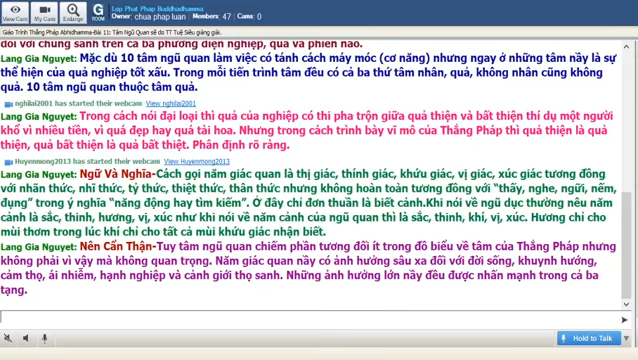 Lop Phat Phap Buddhadhamma
Owner: chua phap luan | Members: 47 | Cams: 0
View Cam
My Cam
Enlarge
G
ROOM
Giáo Trình Thắng Pháp Abhidhamma-Bài 11: Tâm Ngũ Quan sẽ do TT Tuệ Siêu giảng giải.
đối với chúng sanh trên cả ba phương diện nghiệp, quả và phiền não.
Lang Gia Nguyet: Mặc dù 10 tâm ngũ quan làm việc có tánh cách máy móc (cơ năng) nhưng ngay ở những tâm nầy là sự
thể hiện của quả nghiệp tốt xấu. Trong mỗi tiến trình tâm đều có cả ba thứ tâm nhân, quả, không nhân cũng không
quả. 10 tâm ngũ quan thuộc tâm quả.
nghilai2001 has started their webcam View nghilai2001
Lang Gia Nguyet: Trong cách nói đại loại thì quả của nghiệp có thi pha trộn giữa quả thiện và bất thiện thí dụ một người
khổ vì nhiều tiền, vì quá đẹp hay quá tài hoa. Nhưng trong cách trình bày vĩ mô của Thắng Pháp thì quả thiện là quả
thiện, quả bất thiện là quả bất thiệt. Phân định rõ ràng.
Huyenmong2013 has started their webcam View Huyenmong2013
Lang Gia Nguyet: Ngữ Và Nghĩa-Cách gọi năm giác quan là thị giác, thính giác, khứu giác, vị giác, xúc giác tương đồng
với nhãn thức, nhĩ thức, tỷ thức, thiệt thức, thân thức nhưng không hoàn toàn tương đồng với “thấy, nghe, ngữi, nếm,
đụng” trong ý nghĩa “năng động hay tìm kiếm”. Ở đây chỉ đơn thuần là biết cảnh.Khi nói về ngũ dục thường nêu năm
cảnh là sắc, thinh, hương, vị, xúc như khi nói về năm cảnh của ngũ quan thì là sắc, thinh, khí, vị, xúc. Hương chỉ cho
mùi thơm trong lúc khí chỉ cho tất cả mùi khứu giác nhận biết.
Lang Gia Nguyet: Nên Cẩn Thận-Tuy tâm ngũ quan chiếm phần tương đối ít trong đồ biểu về tâm của Thắng Pháp nhưng
không phải vì vậy mà không quan trọng. Năm giác quan nầy có ảnh hưởng sâu xa đối với đời sống, khuynh hướng,
cảm thọ, ái nhiễm, hạnh nghiệp và cảnh giới thọ sanh. Những ảnh hưởng lớn nầy đều được nhấn mạnh trong cả ba
tạng.
Hold to Talk